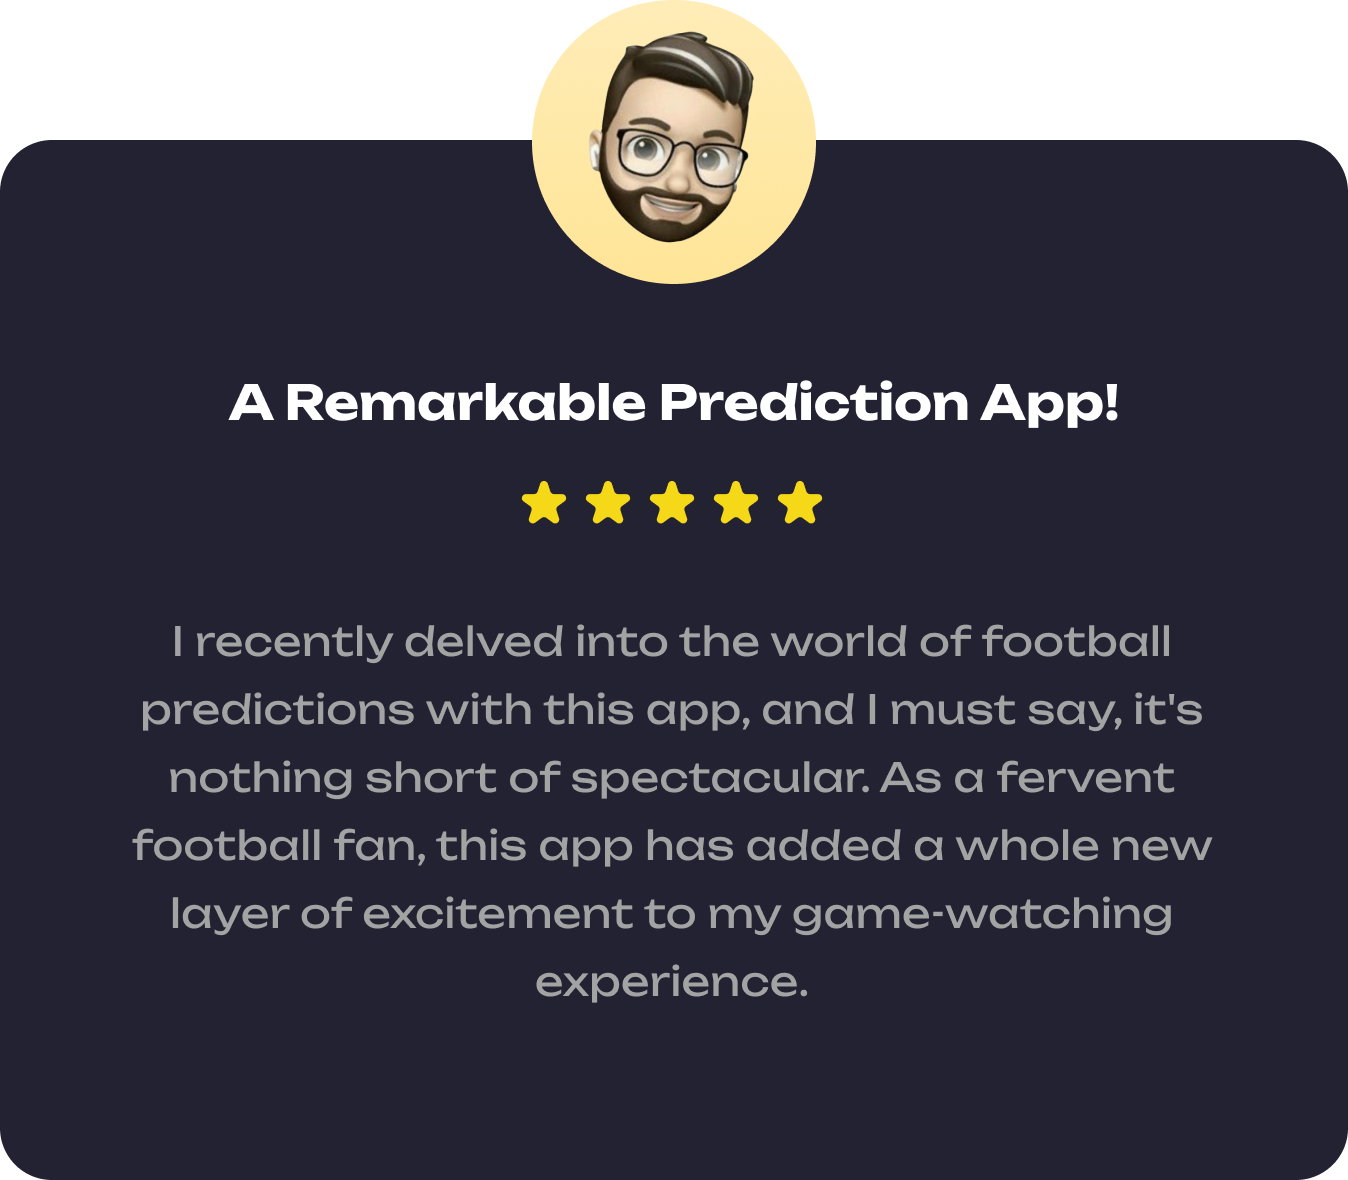 A Remarkable Prediction App!
I recently delved into the world of football
predictions with this app, and I must say, it's
nothing short of spectacular. As a fervent
football fan, this app has added a whole new
layer of excitement to my game-watching
experience.